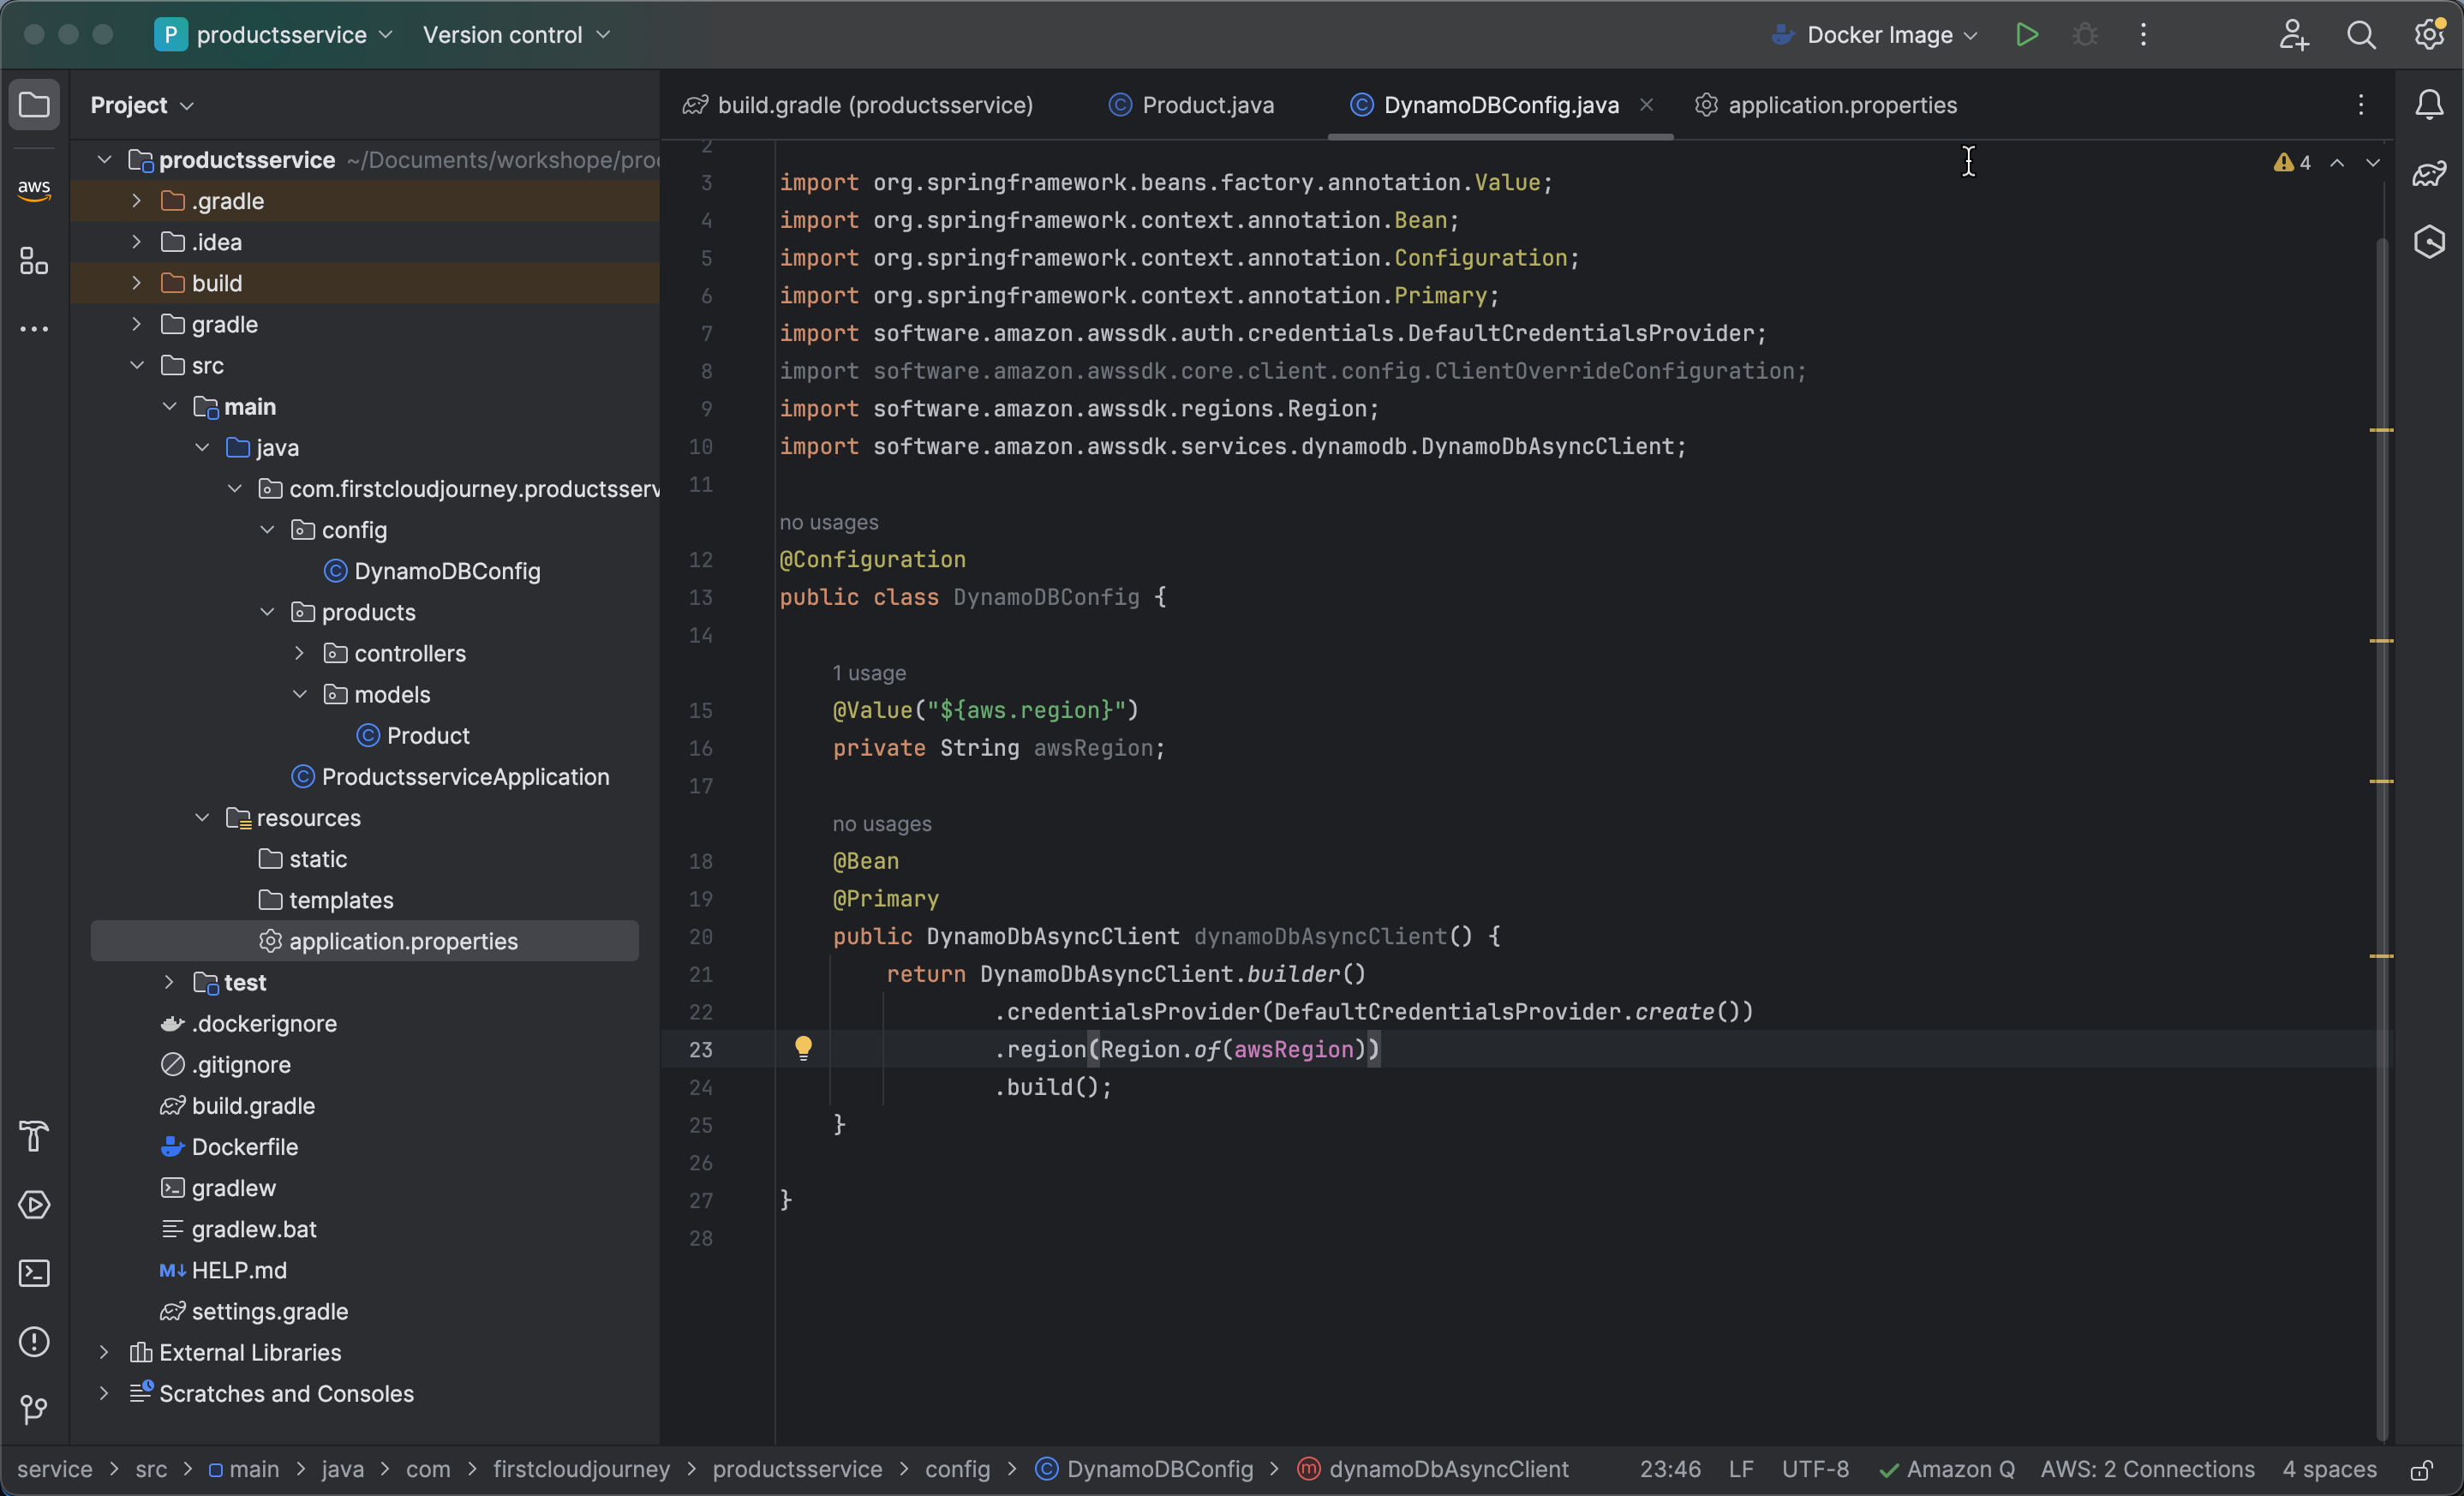 P productsservice Version control Docker Image
Project
build.gradle (productsservice) Product.java DynamoDBConfig.java application.properties
aws
productsservice ~/Documents/workshope/pro
.gradle
.idea
build
gradle
src
main
java
com.firstcloudjourney.productsserv
config
DynamoDBConfig
products
controllers
models
Product
ProductsserviceApplication
resources
static
templates
application.properties
test
.dockerignore
.gitignore
build.gradle
Dockerfile
gradlew
gradlew.bat
M↓ HELP.md
settings.gradle
External Libraries
Scratches and Consoles
4
2
3 import org.springframework.beans.factory.annotation.Value;
4 import org.springframework.context.annotation.Bean;
5 import org.springframework.context.annotation.Configuration;
6 import org.springframework.context.annotation.Primary;
7 import software.amazon.awssdk.auth.credentials.DefaultCredentialsProvider;
8 import software.amazon.awssdk.core.client.config.ClientOverrideConfiguration;
9 import software.amazon.awssdk.regions.Region;
10 import software.amazon.awssdk.services.dynamodb.DynamoDbAsyncClient;
11
no usages
12 @Configuration
13 public class DynamoDBConfig {
14
1 usage
15 @Value("${aws.region}")
16 private String awsRegion;
17
no usages
18 @Bean
19 @Primary
20 public DynamoDbAsyncClient dynamoDbAsyncClient() {
21 return DynamoDbAsyncClient.builder()
22 .credentialsProvider(DefaultCredentialsProvider.create())
23 .region(Region.of(awsRegion))
24 .build();
25 }
26
27 }
28
service > src > main > java > com > firstcloudjourney > productsservice > config > DynamoDBConfig > dynamoDbAsyncClient 23:46 LF UTF-8 Amazon Q AWS: 2 Connections 4 spaces